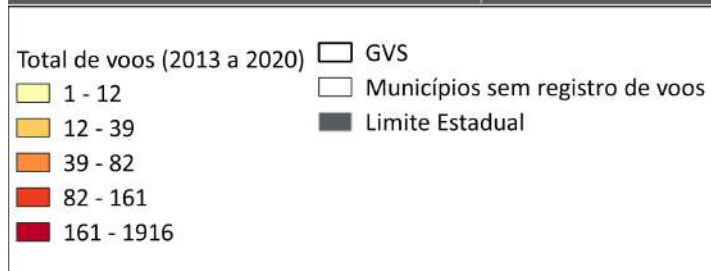 Total de voos (2013 a 2020)
1 - 12
12 - 39
39 - 82
82 - 161
161 - 1916
GVS
Municípios sem registro de voos
Limite Estadual